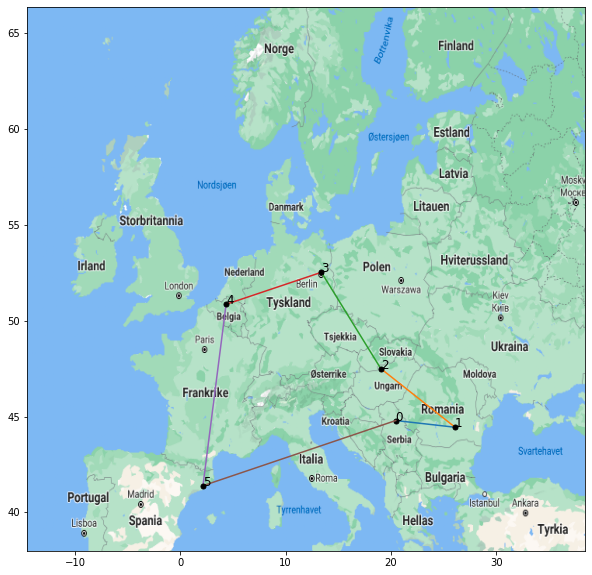 65
60
55
50
45
40
−10
0
10
20
30
Bottenvika
Norge
Finland
Østersjøen
Estland
Latvia
Moskv
Москв
Nordsjøen
Danmark
Litauen
Storbritannia
Irland
Hviterussland
London
Nederland
3
Berlin
Polen
Warszawa
4
Belgia
Tyskland
Kiev
Київ
Paris
Tsjekkia
Slovakia
Ukraina
2
Østerrike
Ungarn
Moldova
Frankrike
0
Romania
1
Kroatia
Serbia
Svartehavet
5
Italia
Roma
Bulgaria
Portugal
Madrid
Tyrrenhavet
Istanbul
Ankara
Lisboa
Spania
Hellas
Tyrkia